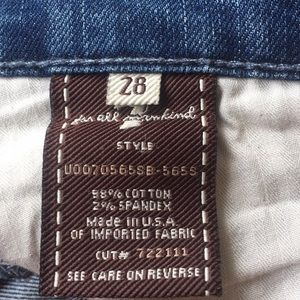 28
for all mankind
STYLE
U0070565SB-565S
98% COTTON
2% SPANDEX
Made in U.S.A
OF IMPORTED FABRIC
CUT# 722111
SEE CARE ON REVERSE